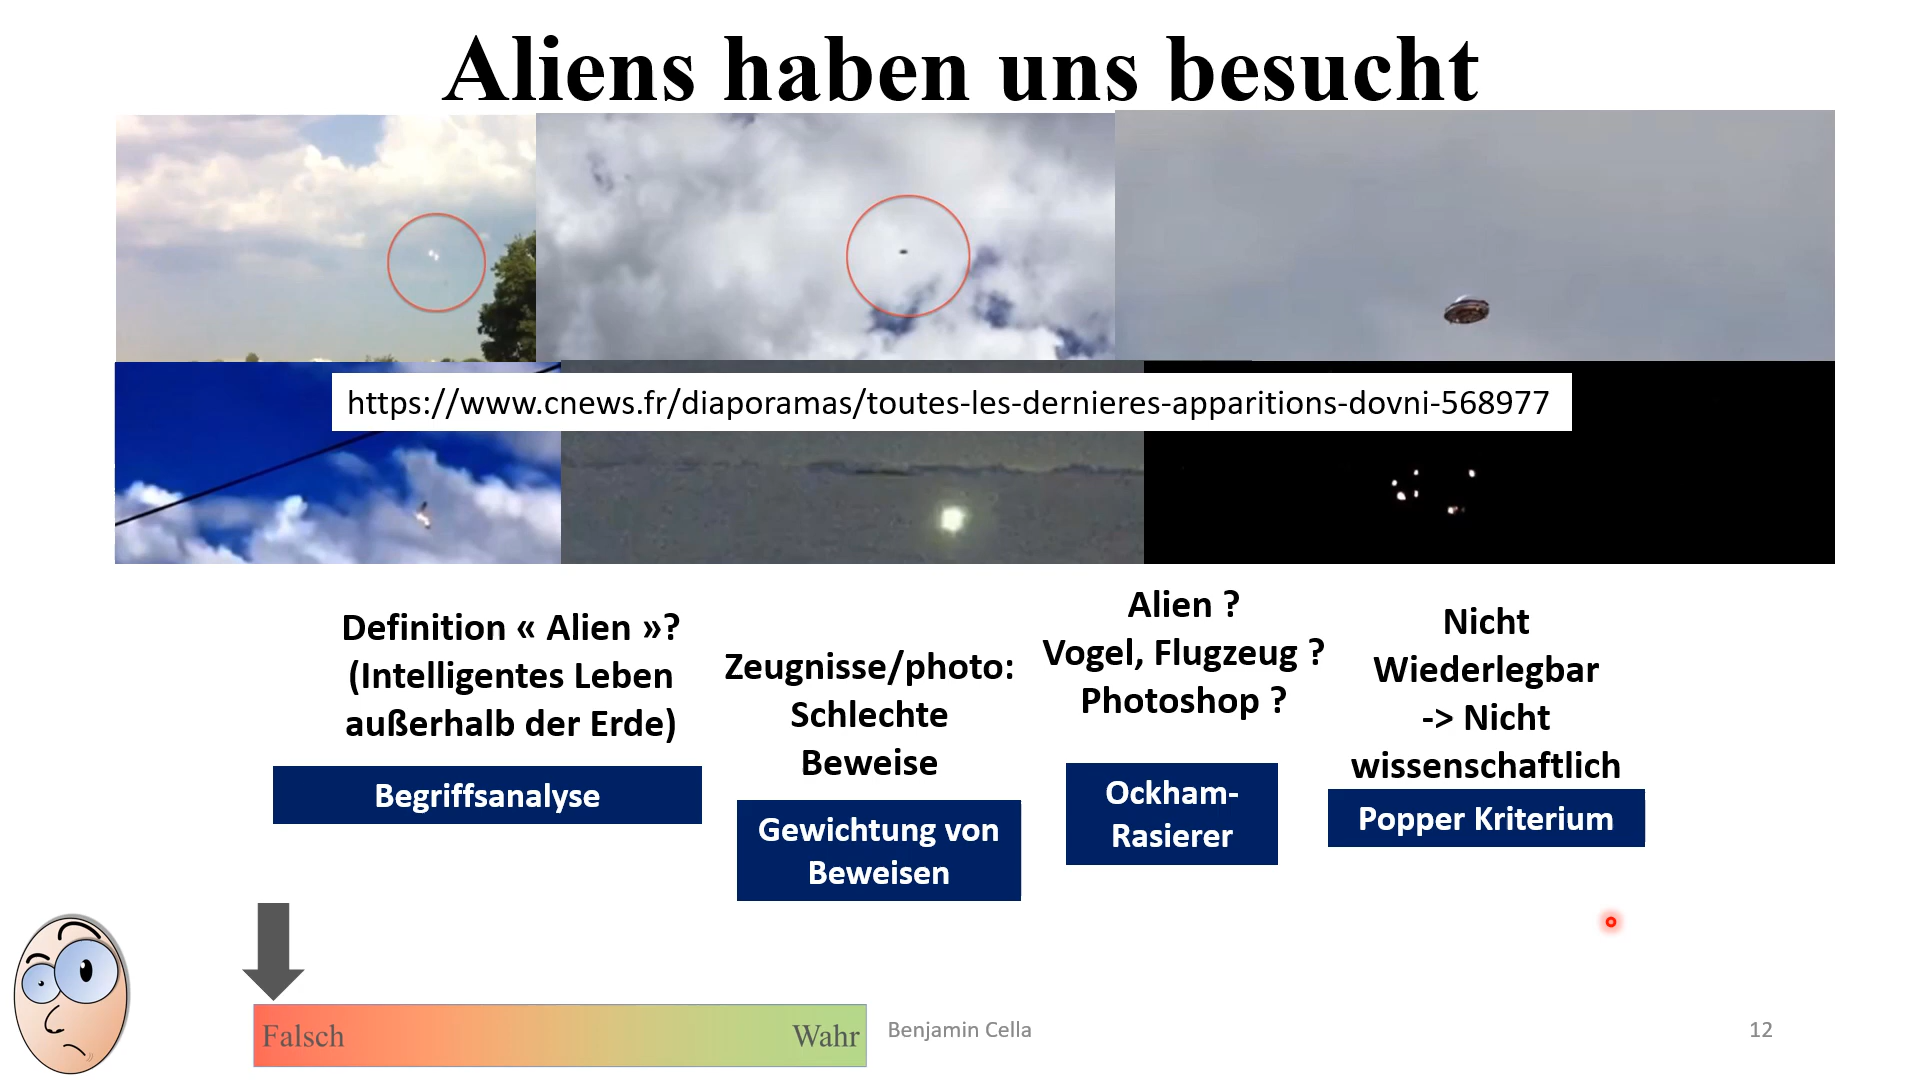 Aliens haben uns besucht
https://www.cnews.fr/diaporamas/toutes-les-dernieres-apparitions-dovni-568977
Definition « Alien »?
(Intelligentes Leben
außerhalb der Erde)
Begriffsanalyse
Zeugnisse/photo:
Schlechte
Beweise
Gewichtung von
Beweisen
Alien ?
Vogel, Flugzeug ?
Photoshop ?
Ockham-
Rasierer
Nicht
Wiederlegbar
-> Nicht
wissenschaftlich
Popper Kriterium
Falsch
Wahr
Benjamin Cella
12